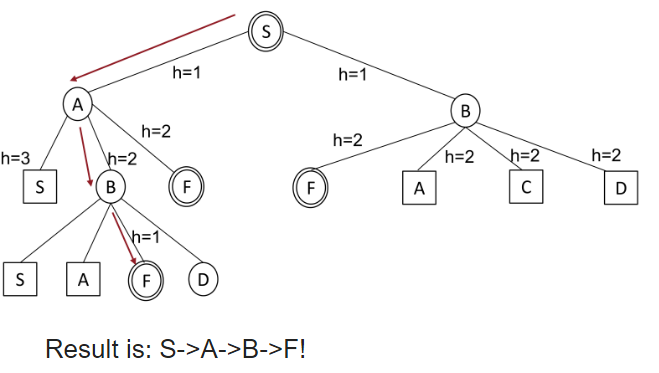 S
h=1
h=1
A
B
h=2
h=2
h=3
h=2
h=2
h=2
h=2
S
B
F
F
A
C
D
h=1
S
A
F
D
Result is: S->A->B->F!